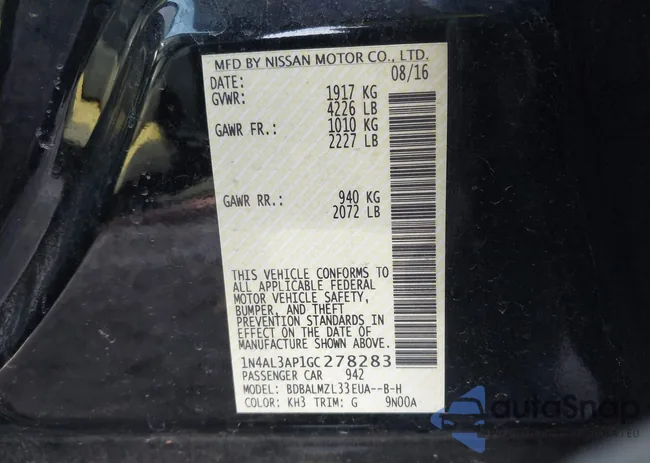 MFD BY NISSAN MOTOR CO., LTD.
DATE: 08/16
GVWR: 1917 KG
4226 LB
GAWR FR.: 1010 KG
2227 LB
GAWR RR.: 940 KG
2072 LB
THIS VEHICLE CONFORMS TO
ALL APPLICABLE FEDERAL
MOTOR VEHICLE SAFETY,
BUMPER, AND THEFT
PREVENTION STANDARDS IN
EFFECT ON THE DATE OF
MANUFACTURE SHOWN ABOVE.
1N4AL3AP1GC278283
PASSENGER CAR 942
MODEL: BDBALMZL33EUA--B-H
COLOR: KH3 TRIM: G 9N00A
autoSnap